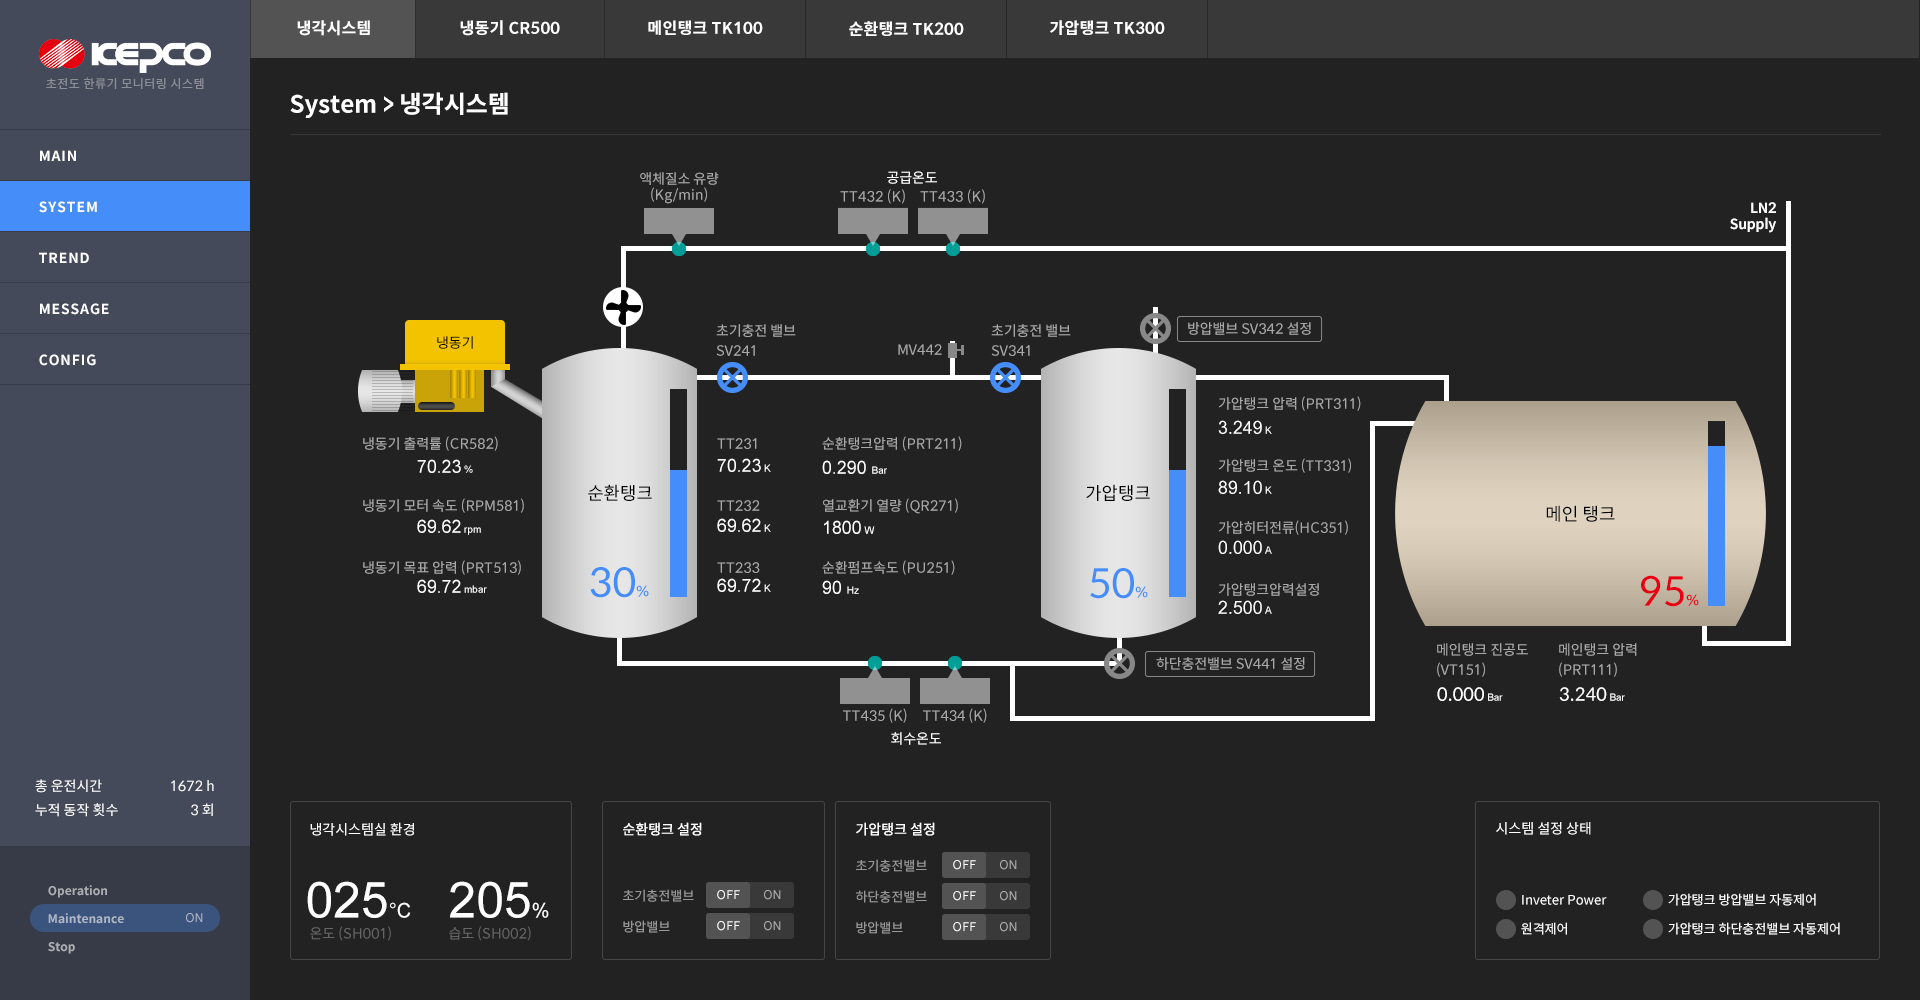 KEPCO
초전도 한류기 모니터링 시스템
MAIN
SYSTEM
TREND
MESSAGE
CONFIG
총 운전시간 1672 h
누적 동작 횟수 3 회
Operation
Maintenance ON
Stop
냉각시스템 냉동기 CR500 메인탱크 TK100 순환탱크 TK200 가압탱크 TK300
System > 냉각시스템
액체질소 유량
(Kg/min)
공급온도
TT432 (K) TT433 (K)
LN2
Supply
냉동기
초기충전 밸브
SV241
MV442
초기충전 밸브
SV341
방압밸브 SV342 설정
냉동기 출력률 (CR582)
70.23 %
냉동기 모터 속도 (RPM581)
69.62 rpm
냉동기 목표 압력 (PRT513)
69.72 mbar
순환탱크
30%
TT231
70.23 K
TT232
69.62 K
TT233
69.72 K
순환탱크압력 (PRT211)
0.290 Bar
열교환기 열량 (QR271)
1800 W
순환펌프속도 (PU251)
90 Hz
가압탱크
50%
가압탱크 압력 (PRT311)
3.249 K
가압탱크 온도 (TT331)
89.10 K
가압히터전류(HC351)
0.000 A
가압탱크압력설정
2.500 A
메인 탱크
95%
메인탱크 진공도
(VT151)
0.000 Bar
메인탱크 압력
(PRT111)
3.240 Bar
하단충전밸브 SV441 설정
TT435 (K) TT434 (K)
회수온도
냉각시스템실 환경
025°C 205%
온도 (SH001) 습도 (SH002)
순환탱크 설정
초기충전밸브 OFF ON
방압밸브 OFF ON
가압탱크 설정
초기충전밸브 OFF ON
하단충전밸브 OFF ON
방압밸브 OFF ON
시스템 설정 상태
Inveter Power 가압탱크 방압밸브 자동제어
원격제어 가압탱크 하단충전밸브 자동제어